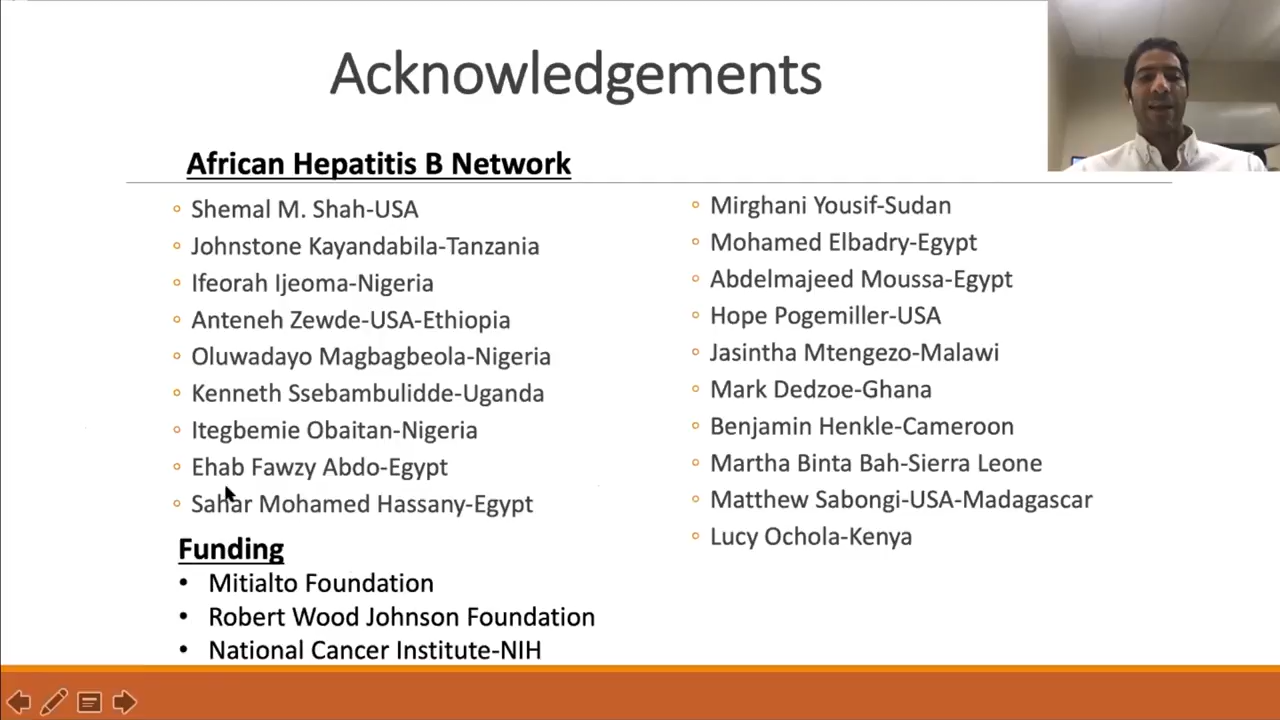 Acknowledgements
African Hepatitis B Network
Shemal M. Shah-USA
Johnstone Kayandabila-Tanzania
Ifeorah Ijeoma-Nigeria
Anteneh Zewde-USA-Ethiopia
Oluwadayo Magbagbeola-Nigeria
Kenneth Ssebambulidde-Uganda
Itegbemie Obaitan-Nigeria
Ehab Fawzy Abdo-Egypt
Sahar Mohamed Hassany-Egypt
Mirghani Yousif-Sudan
Mohamed Elbadry-Egypt
Abdelmajeed Moussa-Egypt
Hope Pogemiller-USA
Jasintha Mtengezo-Malawi
Mark Dedzoe-Ghana
Benjamin Henkle-Cameroon
Martha Binta Bah-Sierra Leone
Matthew Sabongi-USA-Madagascar
Lucy Ochola-Kenya
Funding
Mitialto Foundation
Robert Wood Johnson Foundation
National Cancer Institute-NIH